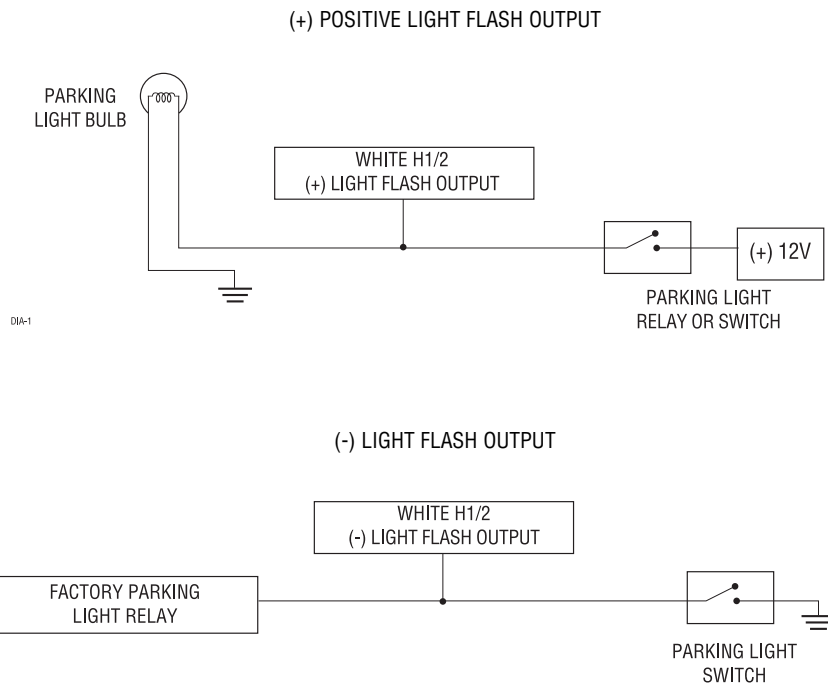 (+) POSITIVE LIGHT FLASH OUTPUT
PARKING
LIGHT BULB
WHITE H1/2
(+) LIGHT FLASH OUTPUT
(+) 12V
PARKING LIGHT
RELAY OR SWITCH
DIA-1
(-) LIGHT FLASH OUTPUT
WHITE H1/2
(-) LIGHT FLASH OUTPUT
FACTORY PARKING
LIGHT RELAY
PARKING LIGHT
SWITCH